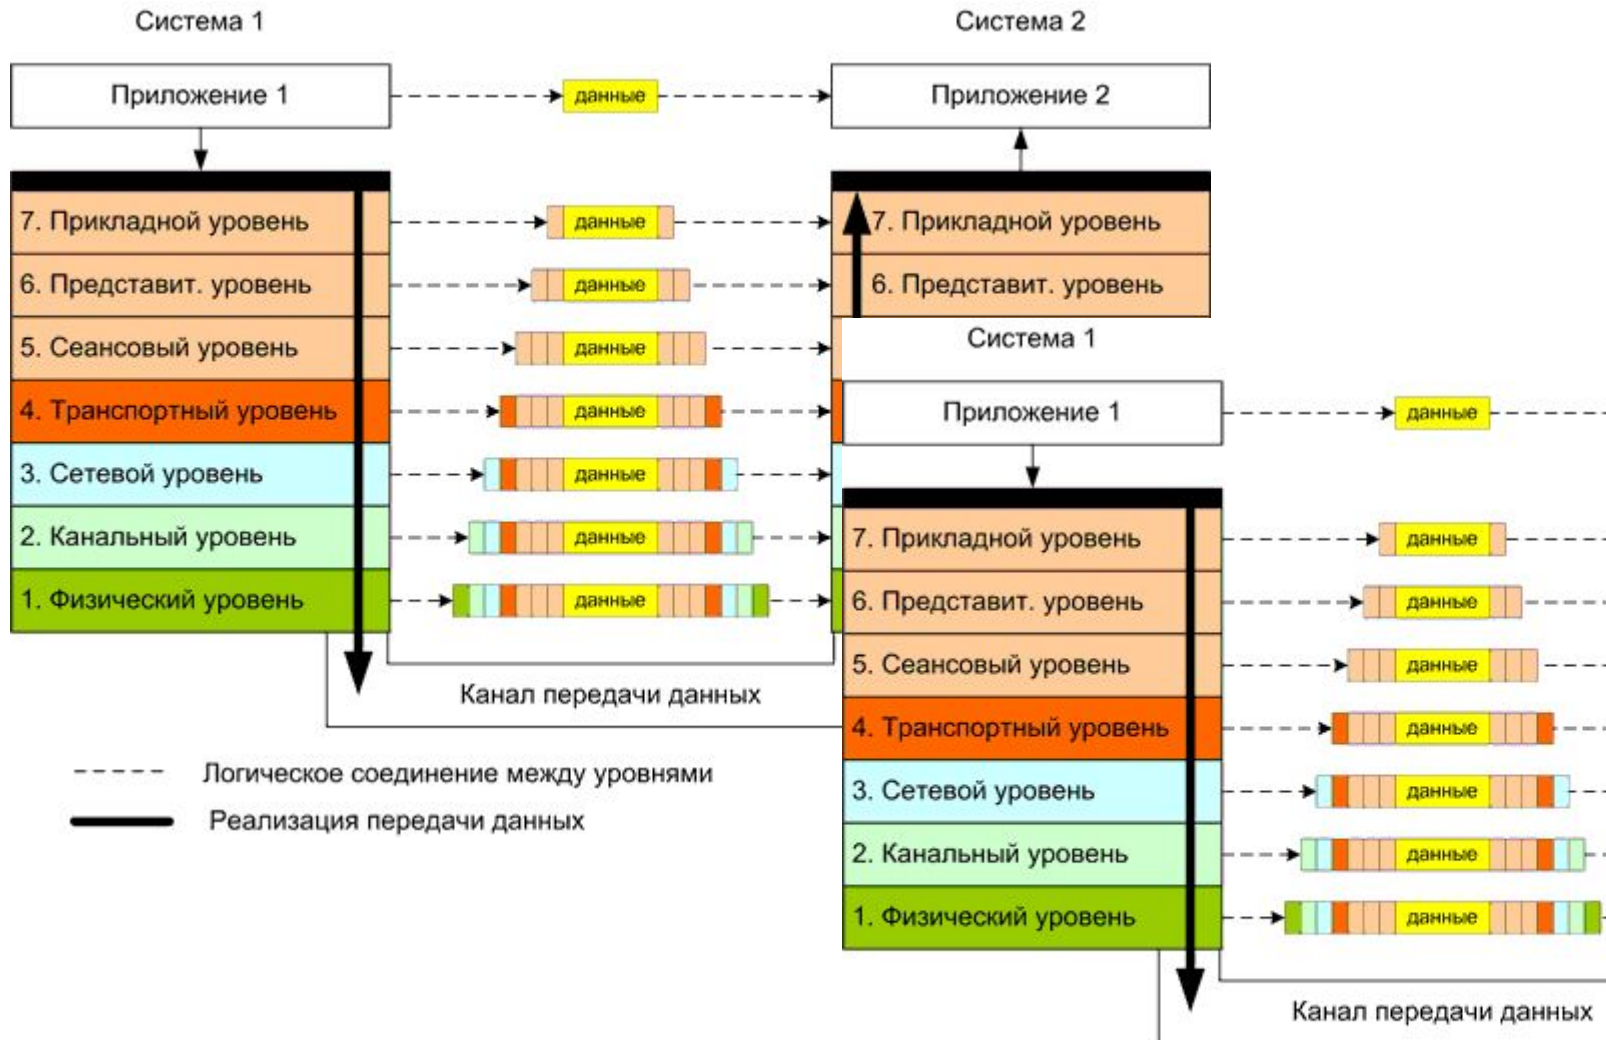 Система 1
Система 2
Приложение 1
данные
Приложение 2
7. Прикладной уровень
данные
7. Прикладной уровень
6. Представит. уровень
данные
6. Представит. уровень
5. Сеансовый уровень
данные
4. Транспортный уровень
данные
3. Сетевой уровень
данные
2. Канальный уровень
данные
1. Физический уровень
данные
Канал передачи данных
Логическое соединение между уровнями
Реализация передачи данных
Система 1
Приложение 1
данные
7. Прикладной уровень
данные
6. Представит. уровень
данные
5. Сеансовый уровень
данные
4. Транспортный уровень
данные
3. Сетевой уровень
данные
2. Канальный уровень
данные
1. Физический уровень
данные
Канал передачи данных